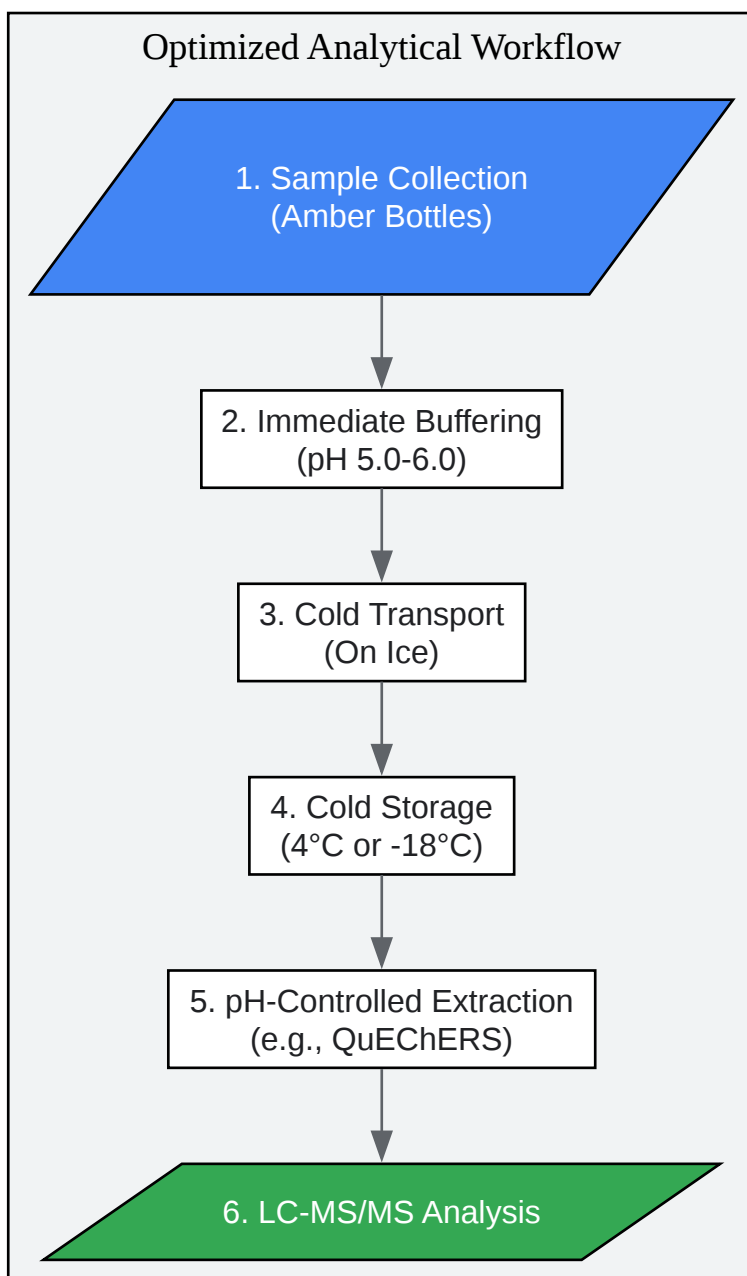 Optimized Analytical Workflow
1. Sample Collection
(Amber Bottles)
2. Immediate Buffering
(pH 5.0-6.0)
3. Cold Transport
(On Ice)
4. Cold Storage
(4°C or -18°C)
5. pH-Controlled Extraction
(e.g., QuEChERS)
6. LC-MS/MS Analysis